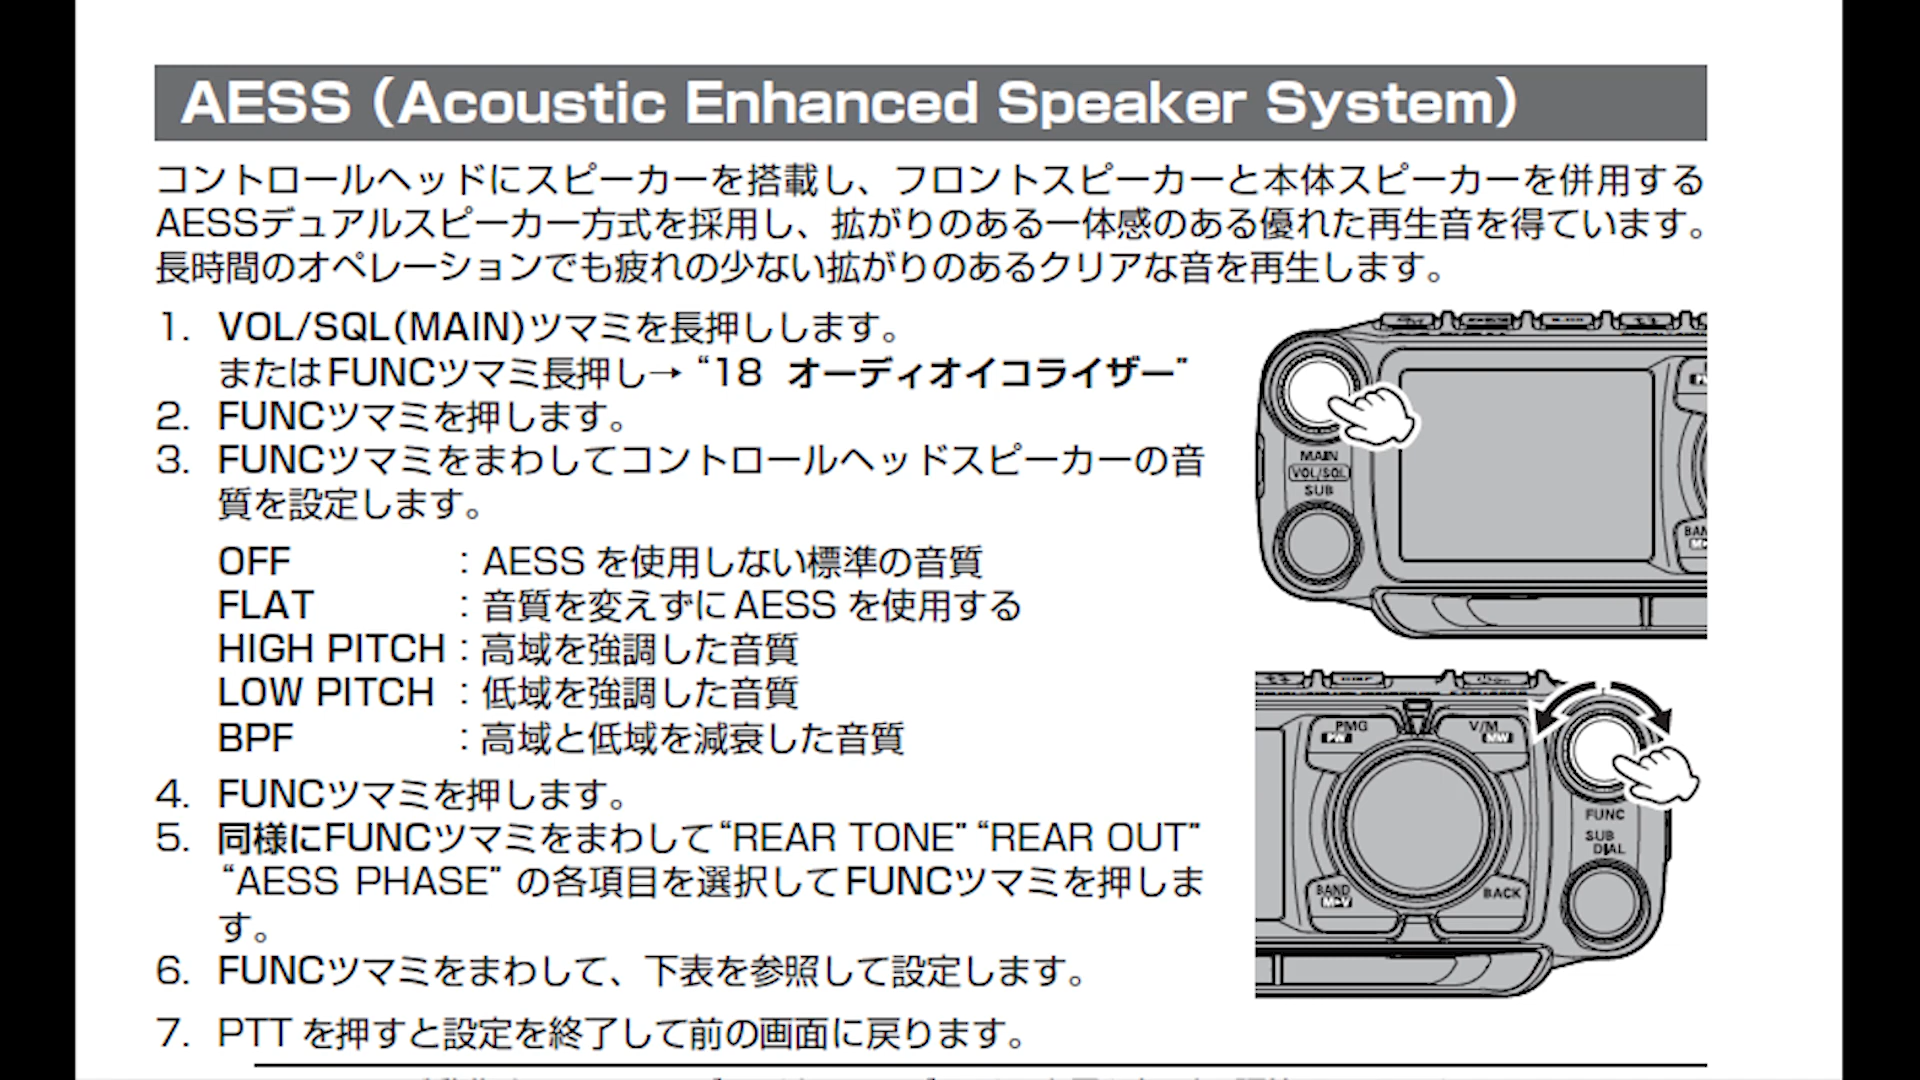 AESS（Acoustic Enhanced Speaker System）
コントロールヘッドにスピーカーを搭載し、フロントスピーカーと本体スピーカーを併用する
AESSデュアルスピーカー方式を採用し、拡がりのある一体感のある優れた再生音を得ています。
長時間のオペレーションでも疲れの少ない拡がりのあるクリアな音を再生します。
1. VOL/SQL(MAIN)ツマミを長押しします。
またはFUNCツマミ長押し→ “18 オーディオイコライザー”
2. FUNCツマミを押します。
3. FUNCツマミをまわしてコントロールヘッドスピーカーの音
質を設定します。
OFF ：AESS を使用しない標準の音質
FLAT ：音質を変えずに AESS を使用する
HIGH PITCH：高域を強調した音質
LOW PITCH ：低域を強調した音質
BPF ：高域と低域を減衰した音質
4. FUNCツマミを押します。
5. 同様にFUNCツマミをまわして“REAR TONE” “REAR OUT”
“AESS PHASE” の各項目を選択してFUNCツマミを押しま
す。
6. FUNCツマミをまわして、下表を参照して設定します。
7. PTT を押すと設定を終了して前の画面に戻ります。
MAIN
VOL/SQL
SUB
PMG
PW
V/M
MW
FUNC
SUB
DIAL
BAND
M▷V
BACK